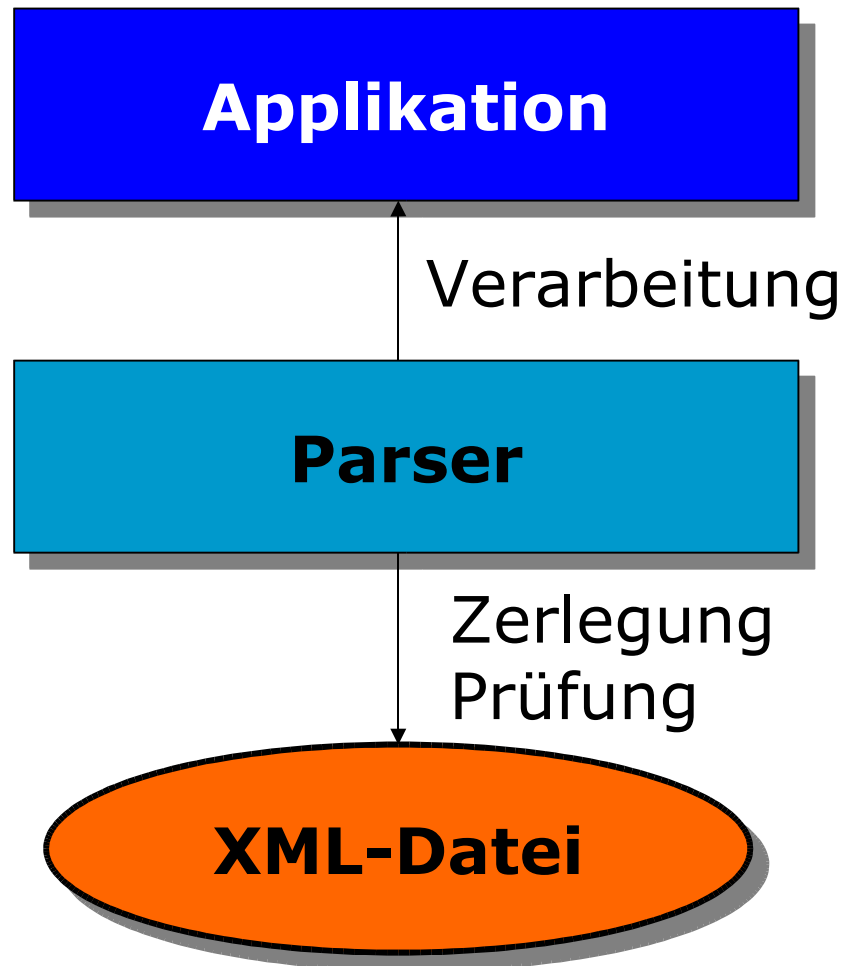 Applikation
Verarbeitung
Parser
Zerlegung
Prüfung
XML-Datei